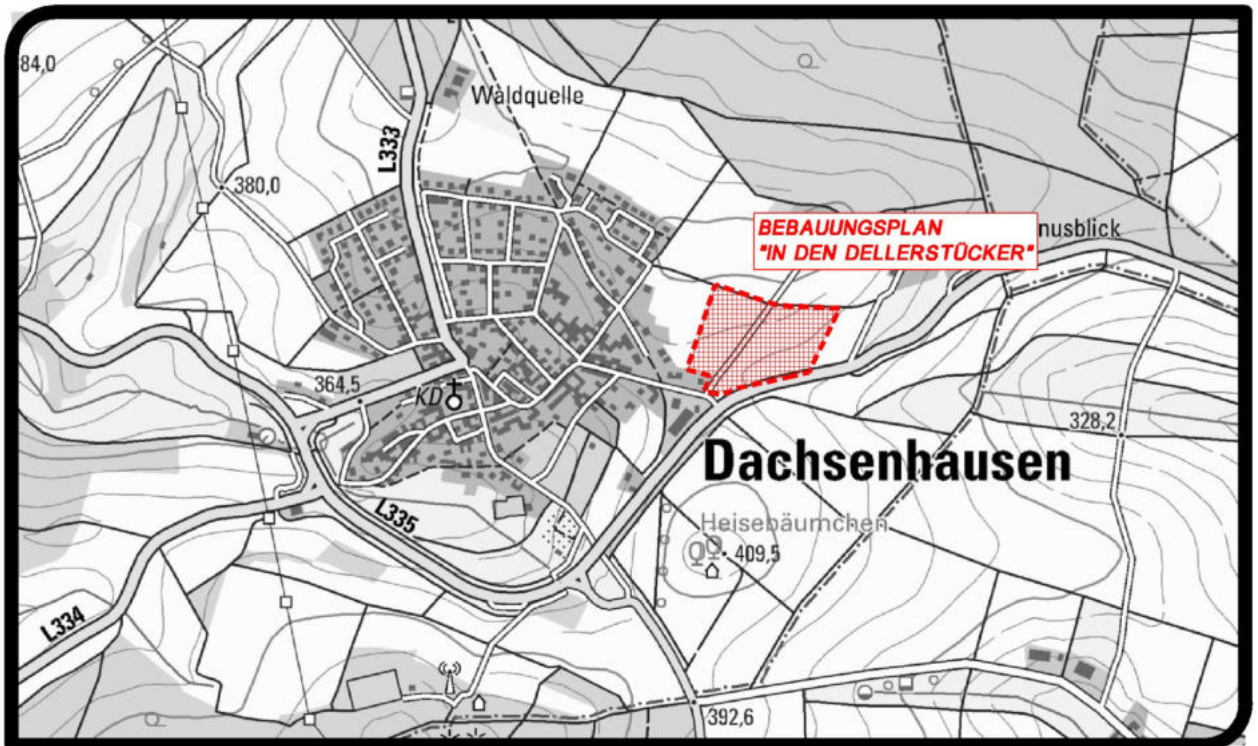 84,0
Waldquelle
L333
380,0
BEBAUUNGSPLAN
"IN DEN DELLERSTÜCKER"
nusblick
364,5
KD
328,2
Dachsenhausen
L335
Heisebäumchen
409,5
L334
392,6